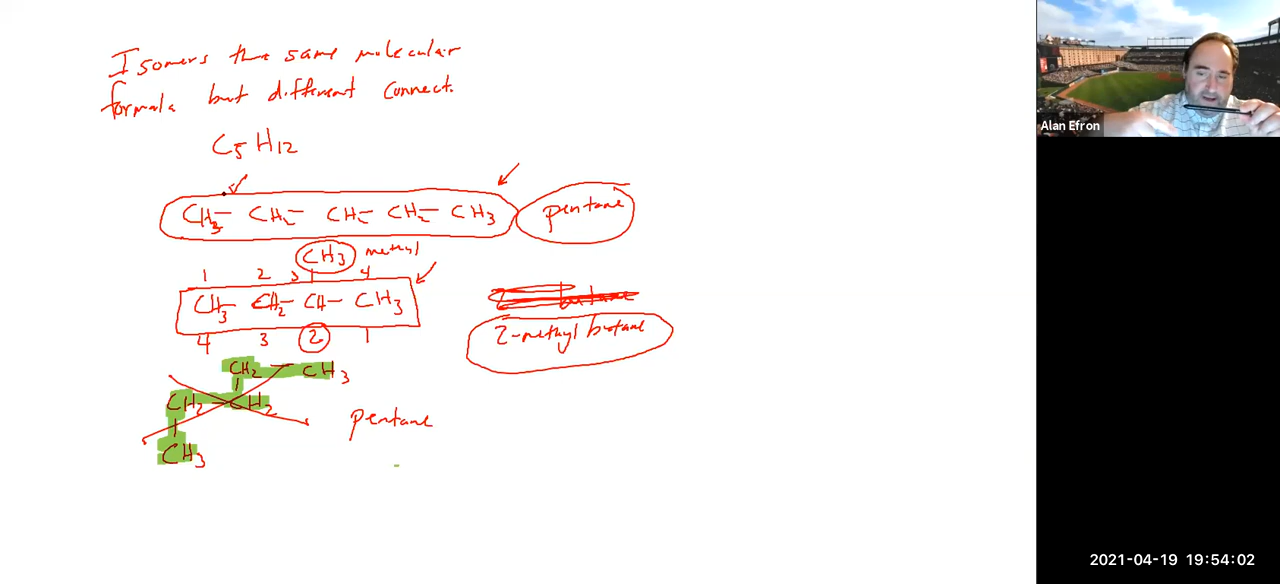 Isomers
same molecular
formula but different connect.
C5H12
CH3– CH2– CH2– CH2– CH3 pentane
CH3 methyl
1 2 3 4
CH3– CH2– CH– CH3
4 3 2 1
2-methyl butane
CH2 – CH3
CH2 – CH2
pentane
CH3
Alan Efron
2021-04-19 19:54:02